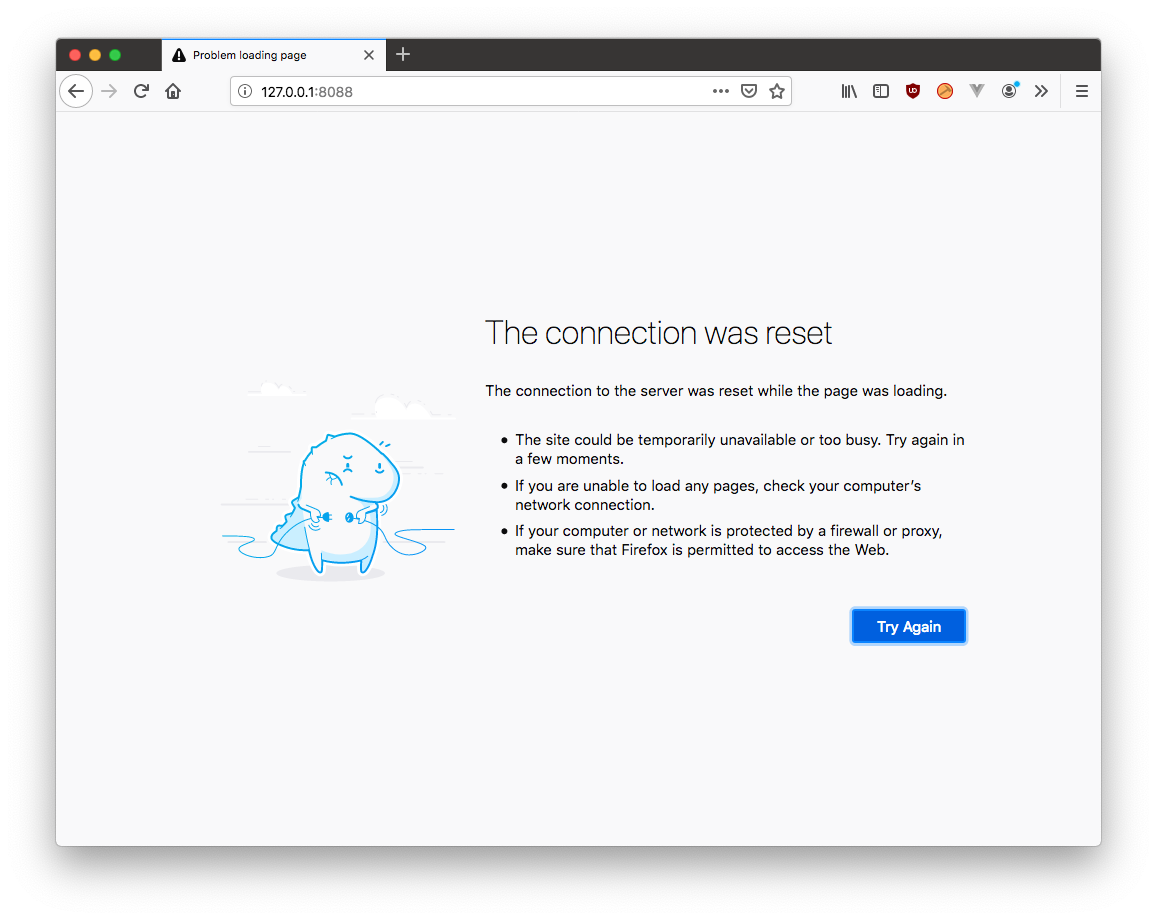 Problem loading page
127.0.0.1:8088
The connection was reset
The connection to the server was reset while the page was loading.
• The site could be temporarily unavailable or too busy. Try again in
a few moments.
• If you are unable to load any pages, check your computer’s
network connection.
• If your computer or network is protected by a firewall or proxy,
make sure that Firefox is permitted to access the Web.
Try Again